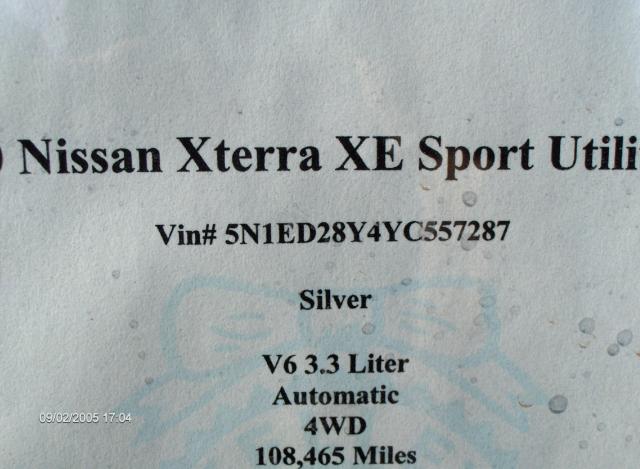 ) Nissan Xterra XE Sport Utili
Vin# 5N1ED28Y4YC557287
Silver
V6 3.3 Liter
Automatic
4WD
09/02/2005 17:04
108,465 Miles